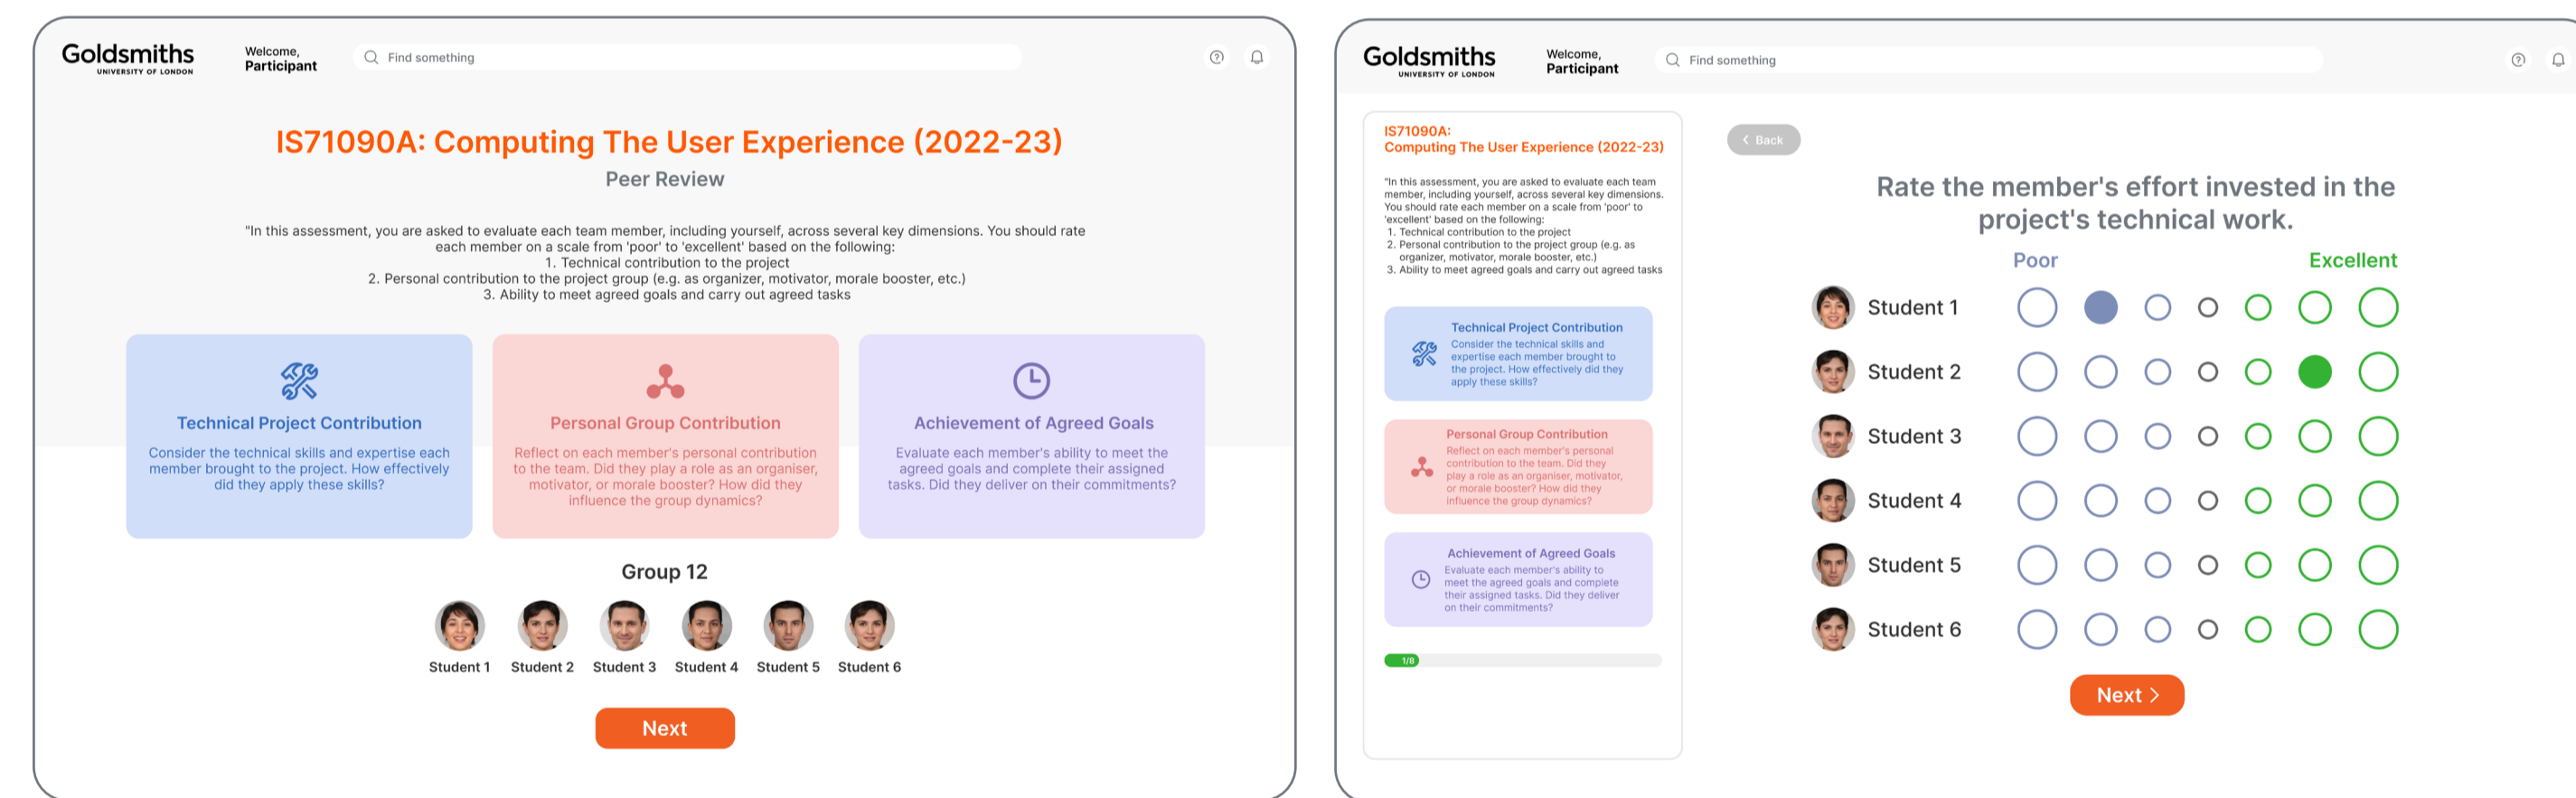 Goldsmiths
UNIVERSITY OF LONDON
Welcome,
Participant
Find something
IS71090A: Computing The User Experience (2022-23)
Peer Review
"In this assessment, you are asked to evaluate each team member, including yourself, across several key dimensions. You should rate
each member on a scale from 'poor' to 'excellent' based on the following:
1. Technical contribution to the project
2. Personal contribution to the project group (e.g. as organizer, motivator, morale booster, etc.)
3. Ability to meet agreed goals and carry out agreed tasks
Technical Project Contribution
Consider the technical skills and expertise each
member brought to the project. How effectively
did they apply these skills?
Personal Group Contribution
Reflect on each member's personal contribution
to the team. Did they play a role as an organiser,
motivator, or morale booster? How did they
influence the group dynamics?
Achievement of Agreed Goals
Evaluate each member's ability to meet the
agreed goals and complete their assigned
tasks. Did they deliver on their commitments?
Group 12
Student 1 Student 2 Student 3 Student 4 Student 5 Student 6
Next
Goldsmiths
UNIVERSITY OF LONDON
Welcome,
Participant
Find something
IS71090A:
Computing The User Experience (2022-23)
"In this assessment, you are asked to evaluate each team
member, including yourself, across several key dimensions.
You should rate each member on a scale from 'poor' to
'excellent' based on the following:
1. Technical contribution to the project
2. Personal contribution to the project group (e.g. as
organizer, motivator, morale booster, etc.)
3. Ability to meet agreed goals and carry out agreed tasks
Technical Project Contribution
Consider the technical skills and
expertise each member brought to
the project. How effectively did they
apply these skills?
Personal Group Contribution
Reflect on each member's personal
contribution to the team. Did they
play a role as an organiser, motivator,
or morale booster? How did they
influence the group dynamics?
Achievement of Agreed Goals
Evaluate each member's ability to
meet the agreed goals and complete
their assigned tasks. Did they deliver
on their commitments?
1/8
Back
Rate the member's effort invested in the
project's technical work.
Poor Excellent
Student 1
Student 2
Student 3
Student 4
Student 5
Student 6
Next